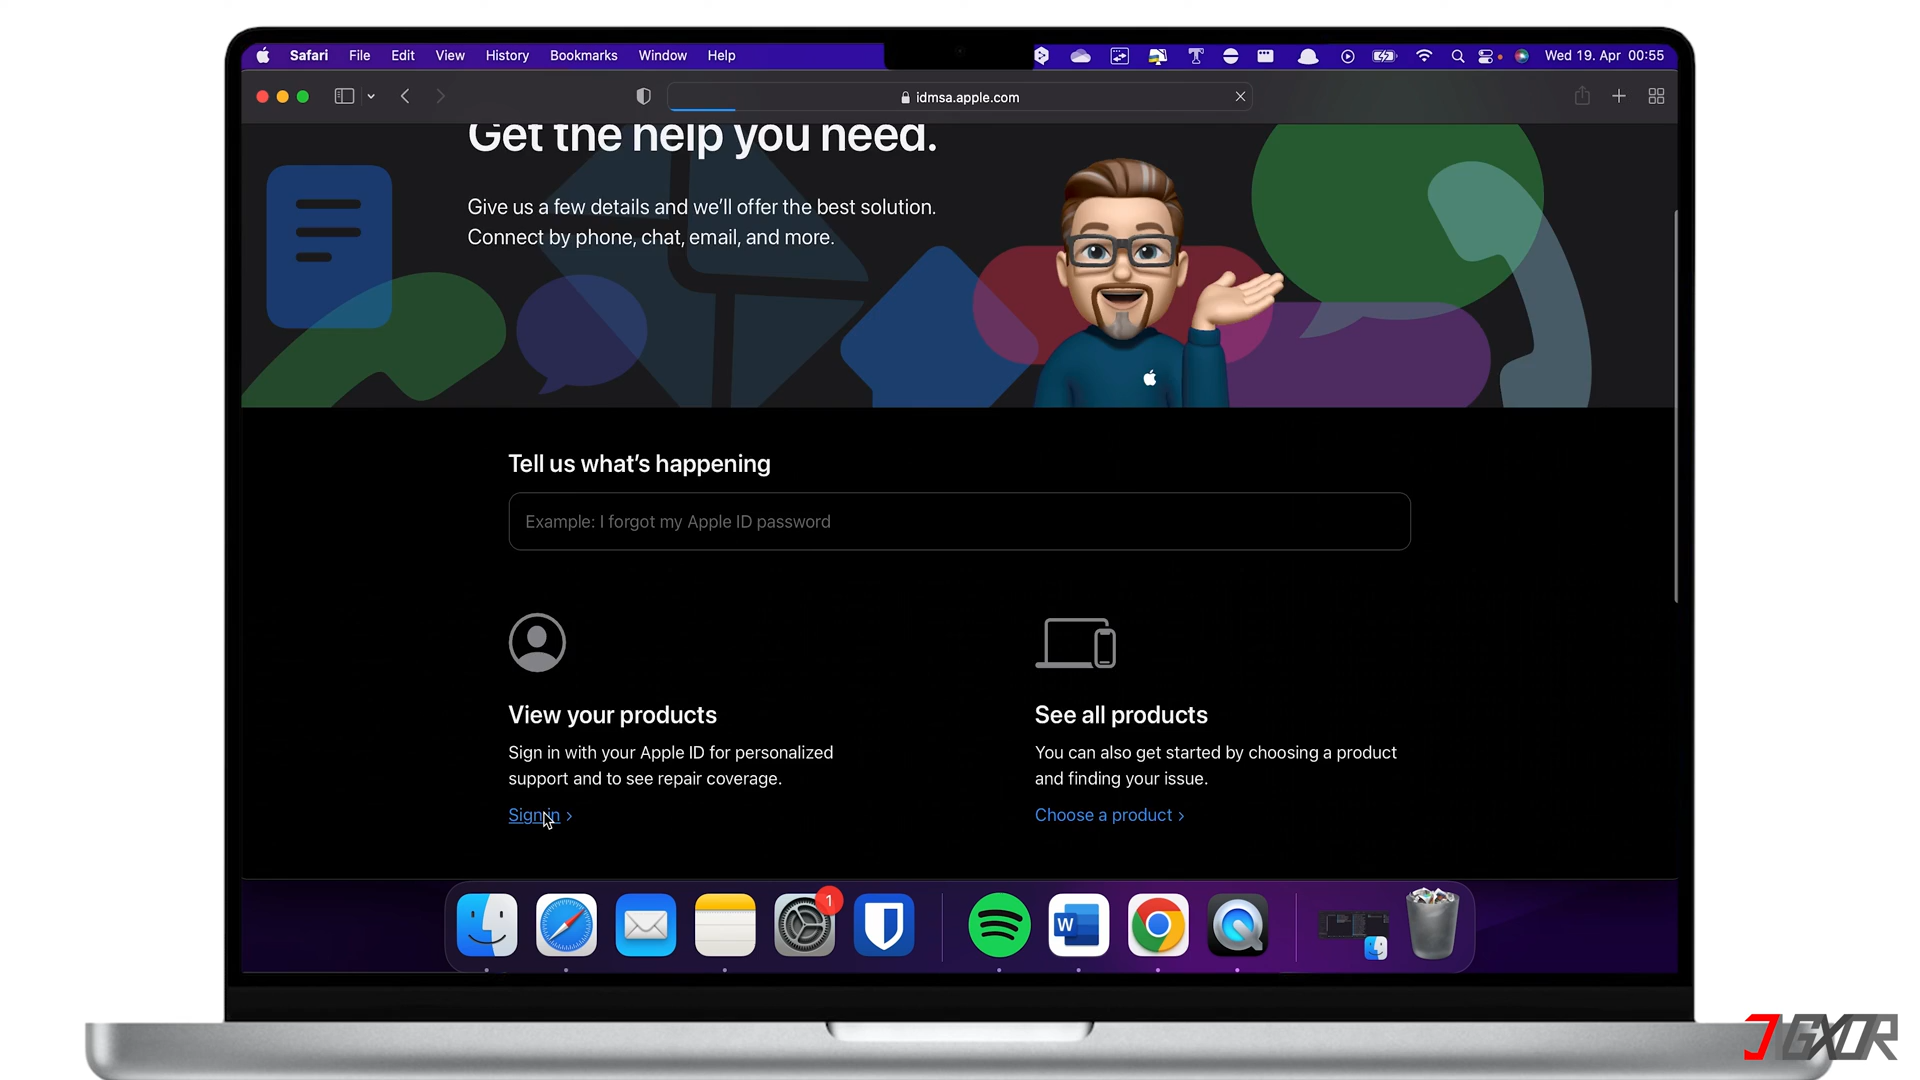 Safari File Edit View History Bookmarks Window Help
Wed 19. Apr 00:55
idmsa.apple.com
Get the help you need.
Give us a few details and we'll offer the best solution.
Connect by phone, chat, email, and more.
Tell us what's happening
Example: I forgot my Apple ID password
View your products
Sign in with your Apple ID for personalized
support and to see repair coverage.
Sign in ›
See all products
You can also get started by choosing a product
and finding your issue.
Choose a product ›
1
W
JGXOR